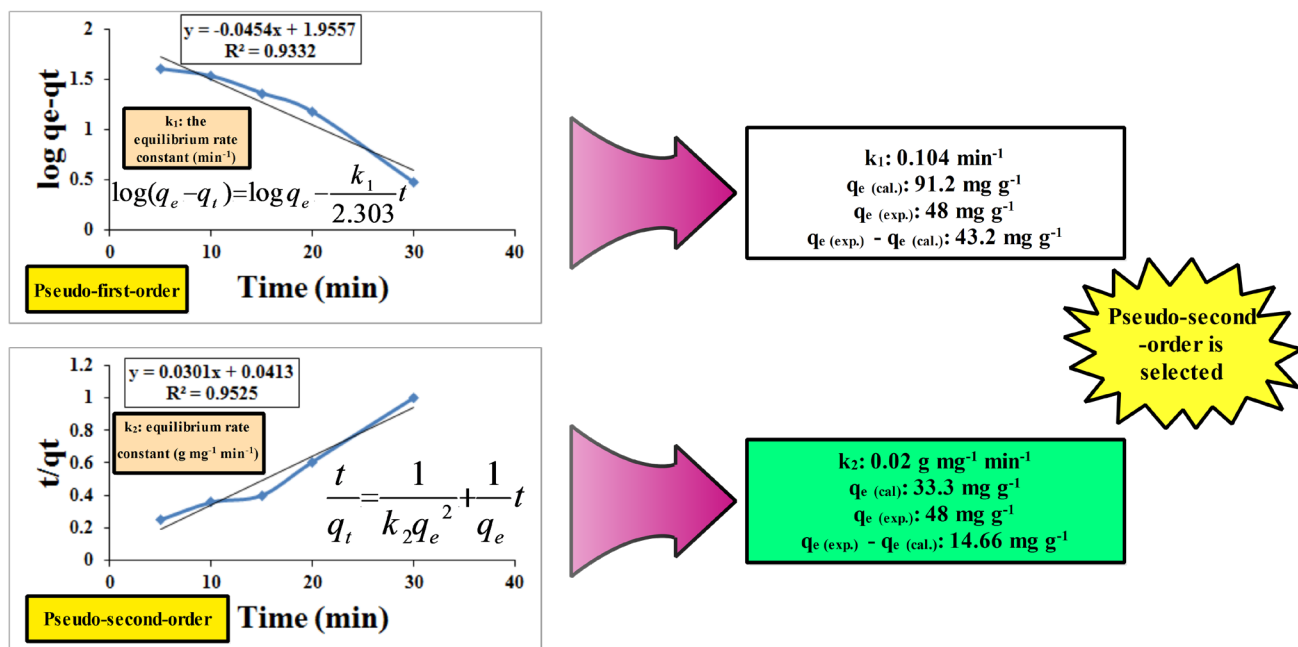 2
1.5
1
0.5
0
0 10 20 30 40
log qe-qt
y = -0.0454x + 1.9557
R² = 0.9332
k₁: the
equilibrium rate
constant (min⁻¹)
log(qₑ−qₜ)=log qₑ−k₁/2.303 t
Pseudo-first-order
Time (min)
k₁: 0.104 min⁻¹
qₑ (cal.): 91.2 mg g⁻¹
qₑ (exp.): 48 mg g⁻¹
qₑ (exp.) - qₑ (cal.): 43.2 mg g⁻¹
Pseudo-second
-order is
selected
1.2
1
0.8
0.6
0.4
0.2
0
0 10 20 30 40
t/qt
y = 0.0301x + 0.0413
R² = 0.9525
k₂: equilibrium rate
constant (g mg⁻¹ min⁻¹)
t/qₜ=1/k₂qₑ²+1/qₑ t
Pseudo-second-order
Time (min)
k₂: 0.02 g mg⁻¹ min⁻¹
qₑ (cal): 33.3 mg g⁻¹
qₑ (exp.): 48 mg g⁻¹
qₑ (exp.) - qₑ (cal.): 14.66 mg g⁻¹